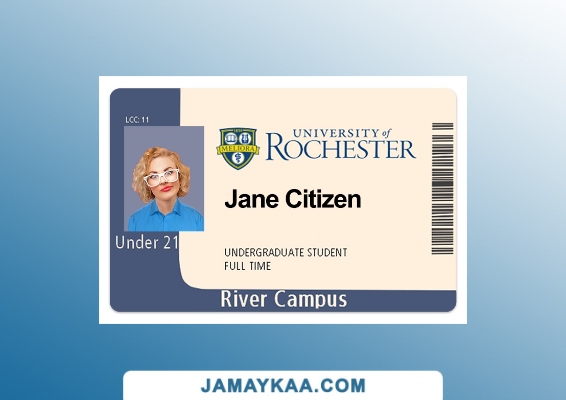 LCC: 11
UNIVERSITY of
ROCHESTER
MELIORA
Jane Citizen
Under 21
UNDERGRADUATE STUDENT
FULL TIME
River Campus
JAMAYKAA.COM